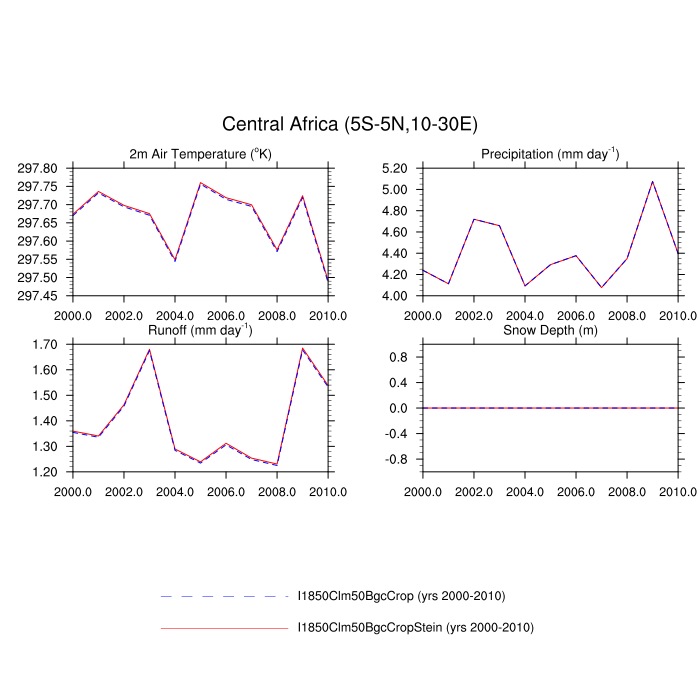 Central Africa (5S-5N,10-30E)
2m Air Temperature (°K)
297.80
297.75
297.70
297.65
297.60
297.55
297.50
297.45
2000.0 2002.0 2004.0 2006.0 2008.0 2010.0
Precipitation (mm day⁻¹)
5.20
5.00
4.80
4.60
4.40
4.20
4.00
2000.0 2002.0 2004.0 2006.0 2008.0 2010.0
Runoff (mm day⁻¹)
1.70
1.60
1.50
1.40
1.30
1.20
2000.0 2002.0 2004.0 2006.0 2008.0 2010.0
Snow Depth (m)
0.8
0.4
0.0
-0.4
-0.8
2000.0 2002.0 2004.0 2006.0 2008.0 2010.0
I1850Clm50BgcCrop (yrs 2000-2010)
I1850Clm50BgcCropStein (yrs 2000-2010)